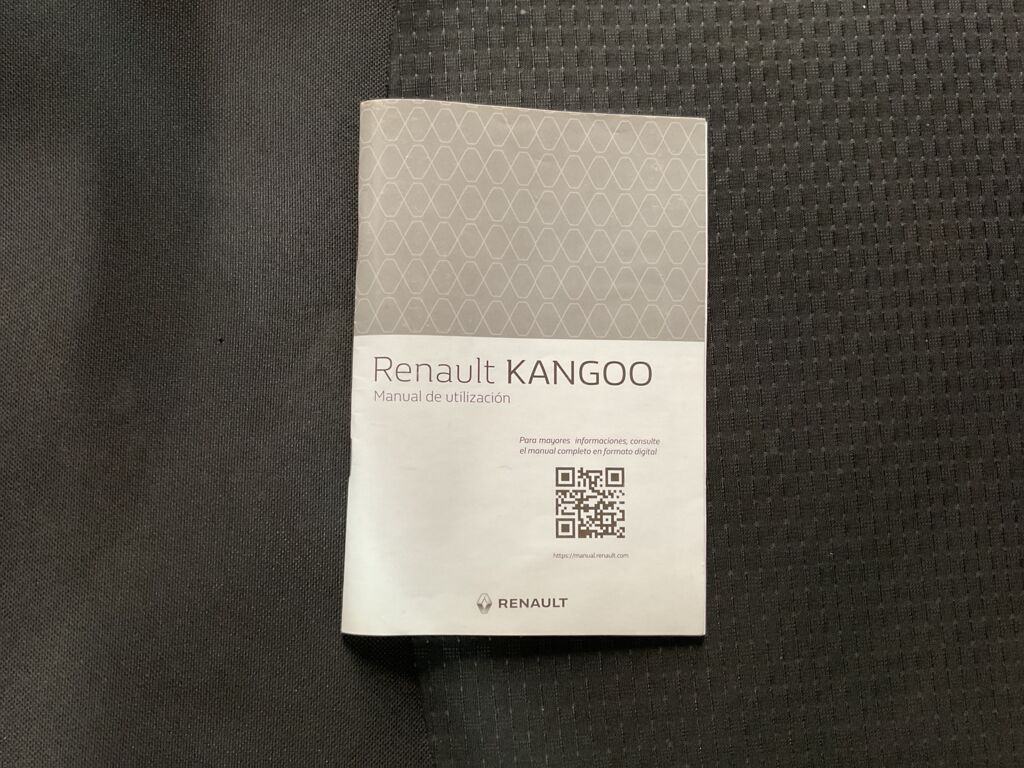 Renault KANGOO
Manual de utilización
Para mayores informaciones, consulte
el manual completo en formato digital
https://manual.renault.com
RENAULT